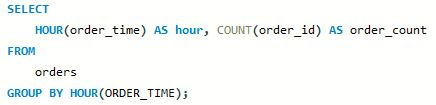 SELECT
HOUR(order_time) AS hour, COUNT(order_id) AS order_count
FROM
orders
GROUP BY HOUR(ORDER_TIME);